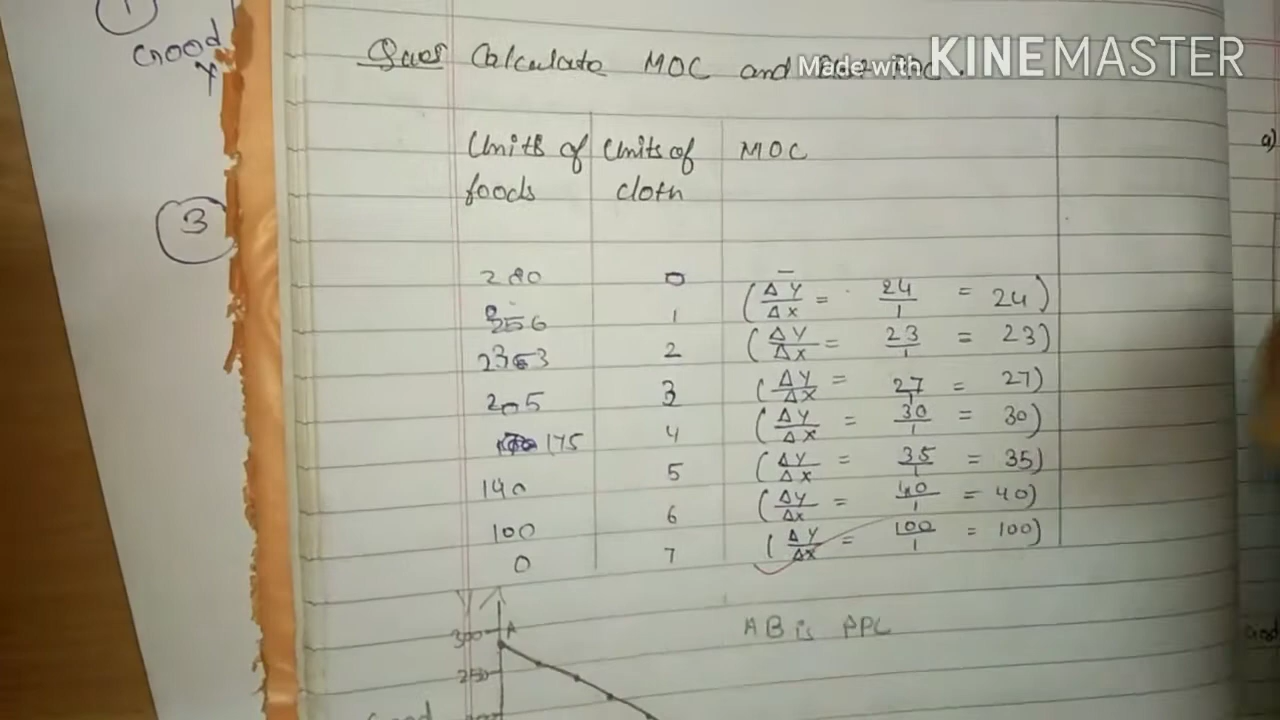 1
Good
Y
3
Ques Calculate MOC and
Made with KINEMASTER
Units of foods | Units of cloth | MOC
280 | 0 | –
256 | 1 | (ΔY/ΔX = 24/1 = 24)
233 | 2 | (ΔY/ΔX = 23/1 = 23)
205 | 3 | (ΔY/ΔX = 27/1 = 27)
175 | 4 | (ΔY/ΔX = 30/1 = 30)
140 | 5 | (ΔY/ΔX = 35/1 = 35)
100 | 6 | (ΔY/ΔX = 40/1 = 40)
0 | 7 | (ΔY/ΔX = 100/1 = 100)
AB is PPC
Y
300 A
250
Good
a)